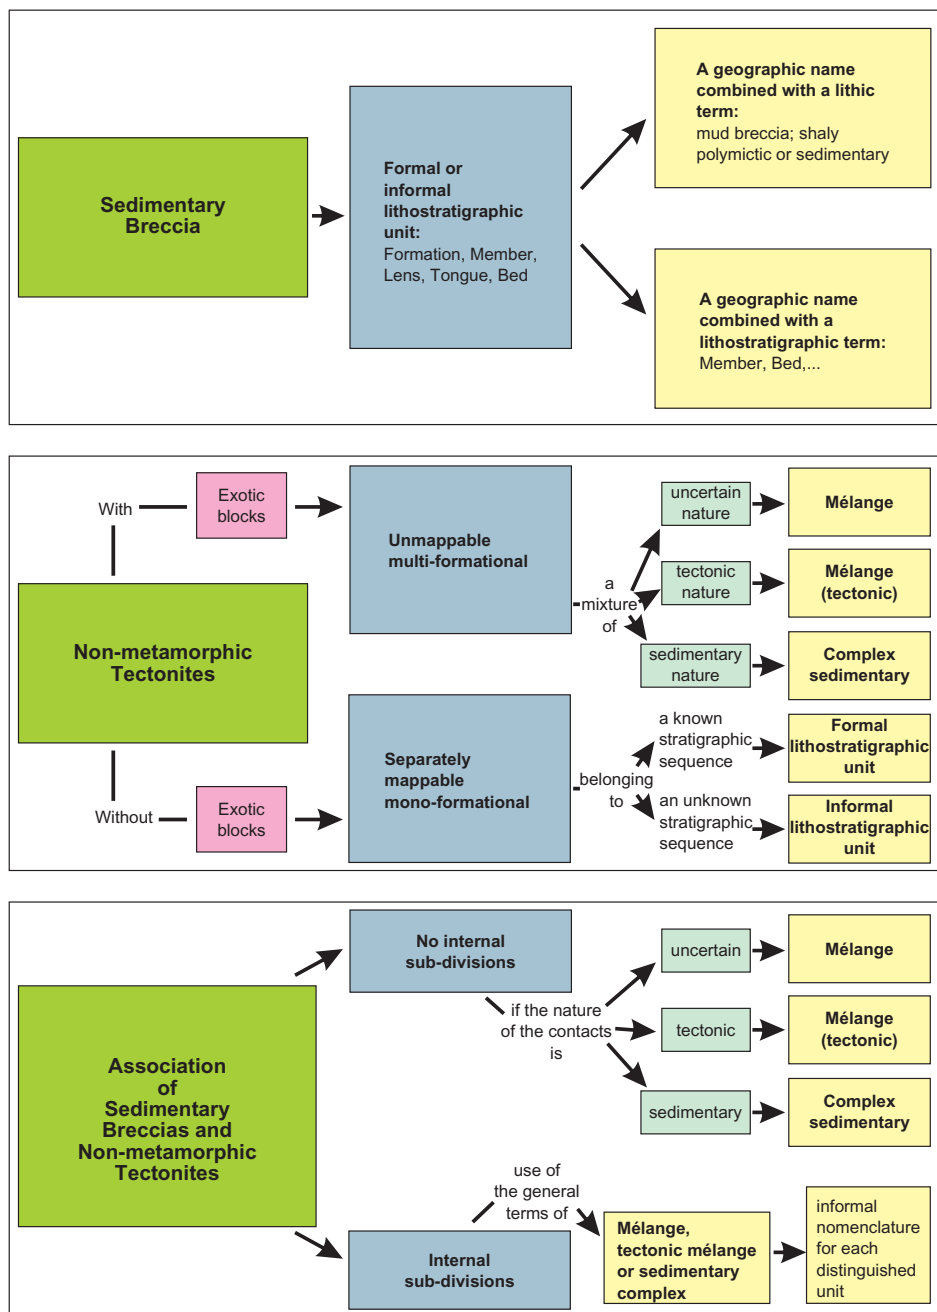 Sedimentary
Breccia
Formal or
informal
lithostratigraphic
unit:
Formation, Member,
Lens, Tongue, Bed
A geographic name
combined with a lithic
term:
mud breccia; shaly
polymictic or sedimentary
A geographic name
combined with a
lithostratigraphic term:
Member, Bed,...
With
Exotic
blocks
Unmappable
multi-formational
a
mixture
of
uncertain
nature
Mélange
tectonic
nature
Mélange
(tectonic)
sedimentary
nature
Complex
sedimentary
Non-metamorphic
Tectonites
Without
Exotic
blocks
Separately
mappable
mono-formational
belonging
to
a known
stratigraphic
sequence
Formal
lithostratigraphic
unit
an unknown
stratigraphic
sequence
Informal
lithostratigraphic
unit
Association
of
Sedimentary
Breccias and
Non-metamorphic
Tectonites
No internal
sub-divisions
if the nature
of the contacts
is
uncertain
Mélange
tectonic
Mélange
(tectonic)
sedimentary
Complex
sedimentary
Internal
sub-divisions
use of
the general
terms of
Mélange,
tectonic mélange
or sedimentary
complex
informal
nomenclature
for each
distinguished
unit